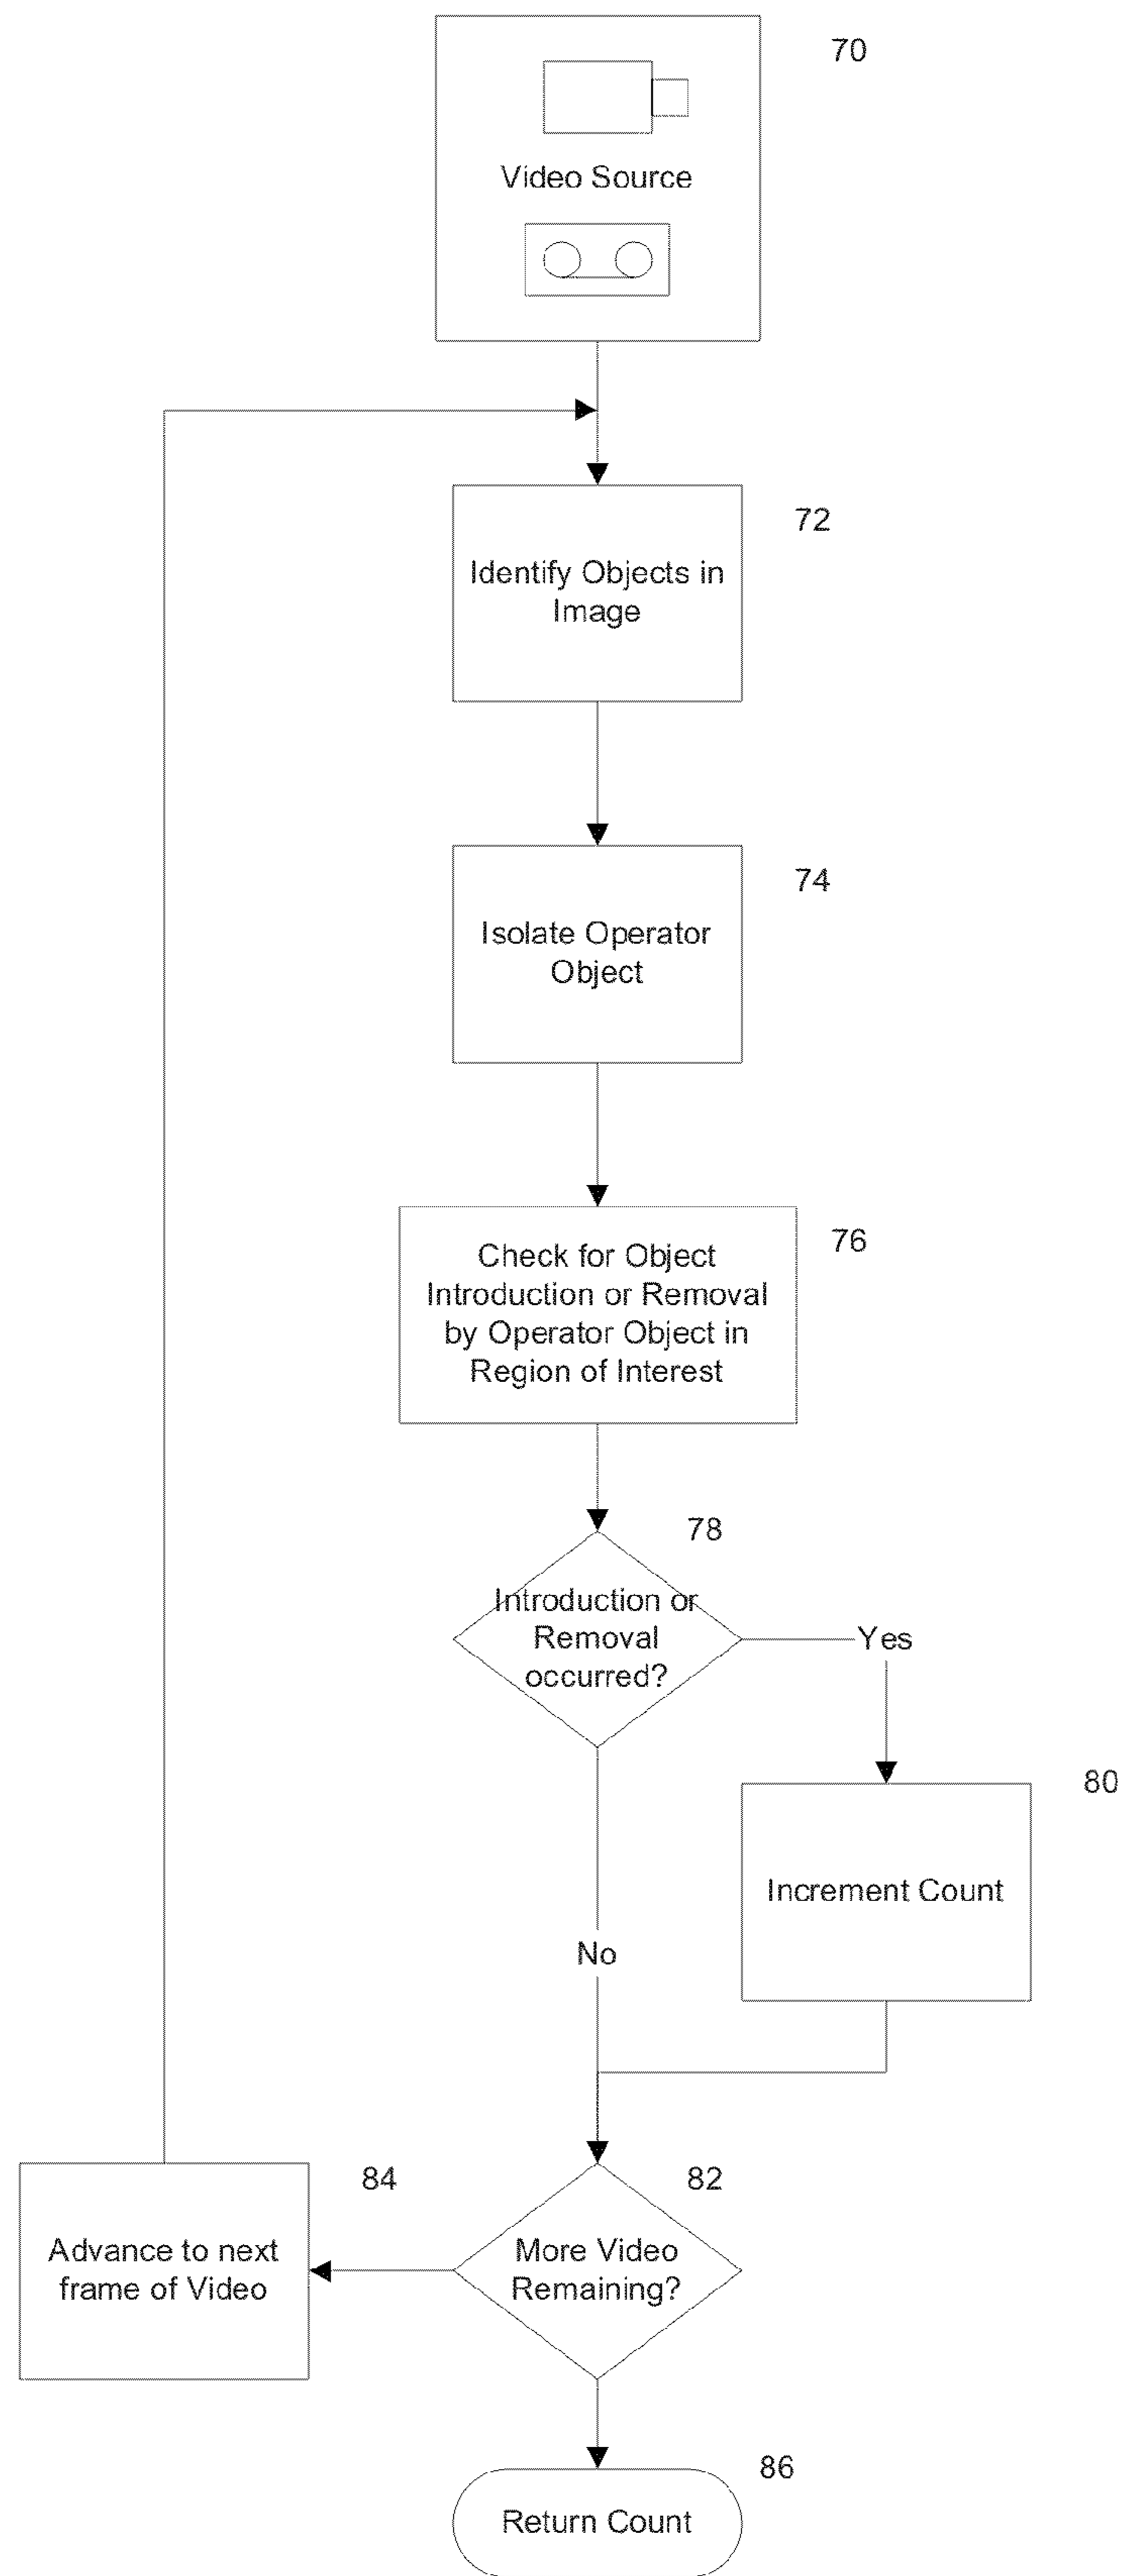 70
Video Source
72
Identify Objects in
Image
74
Isolate Operator
Object
76
Check for Object
Introduction or Removal
by Operator Object in
Region of Interest
78
Introduction or
Removal
occurred?
Yes
80
Increment Count
No
84
82
Advance to next
frame of Video
More Video
Remaining?
86
Return Count